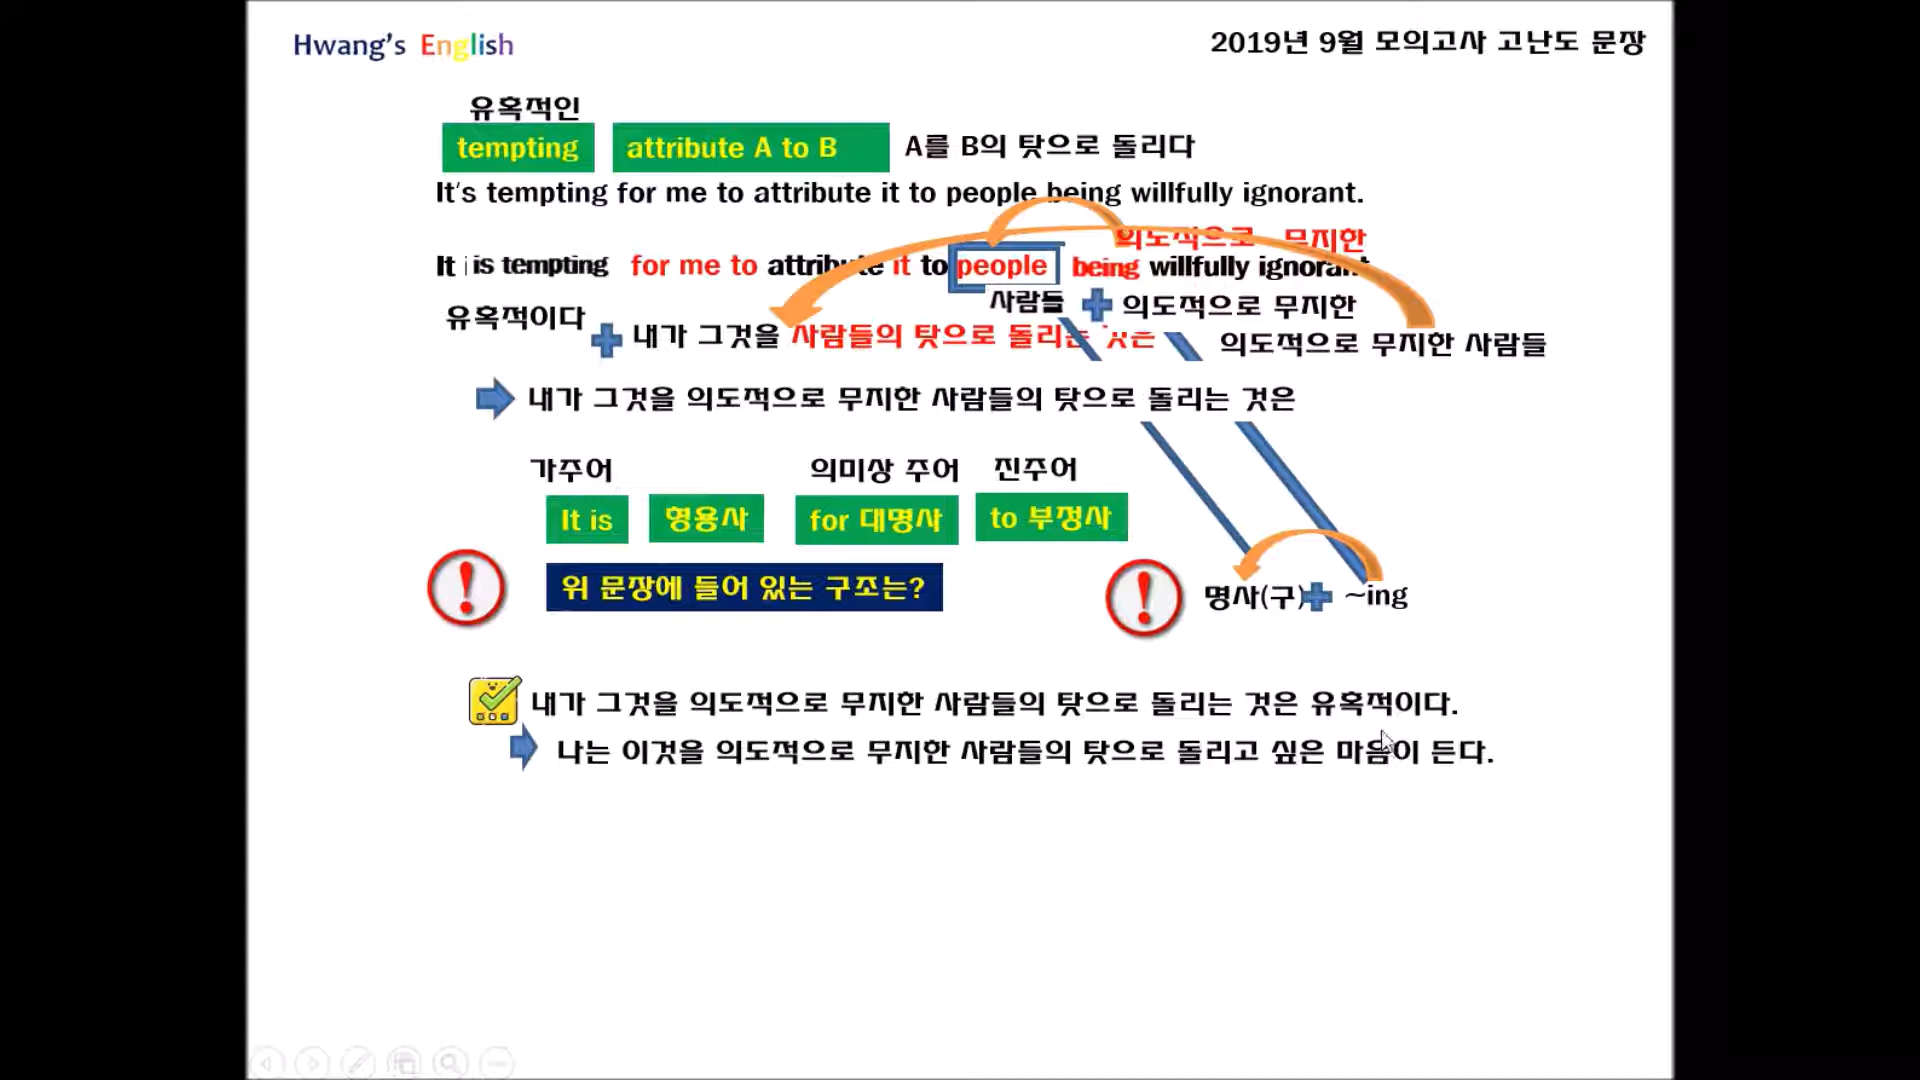 Hwang's English
2019년 9월 모의고사 고난도 문장
유혹적인
tempting attribute A to B A를 B의 탓으로 돌리다
It's tempting for me to attribute it to people being willfully ignorant.
의도적으로 무지한
It is tempting for me to attribute it to people being willfully ignorant
사람들 의도적으로 무지한
유혹적이다
내가 그것을 사람들의 탓으로 돌리는 것은 의도적으로 무지한 사람들
내가 그것을 의도적으로 무지한 사람들의 탓으로 돌리는 것은
가주어 의미상 주어 진주어
It is 형용사 for 대명사 to 부정사
위 문장에 들어 있는 구조는?
명사(구) ~ing
내가 그것을 의도적으로 무지한 사람들의 탓으로 돌리는 것은 유혹적이다.
나는 이것을 의도적으로 무지한 사람들의 탓으로 돌리고 싶은 마음이 든다.